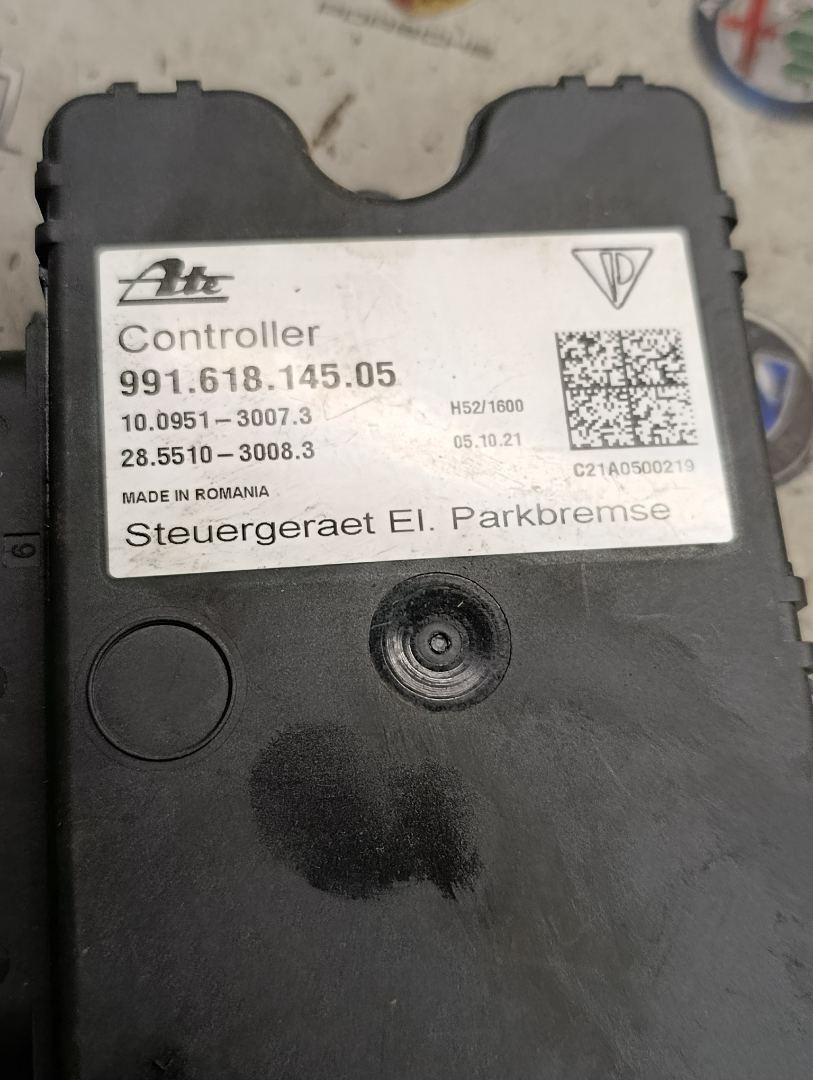 Ate
Controller
991.618.145.05
10.0951-3007.3
H52/1600
28.5510-3008.3
05.10.21
C21A0500219
MADE IN ROMANIA
Steuergeraet El. Parkbremse
6